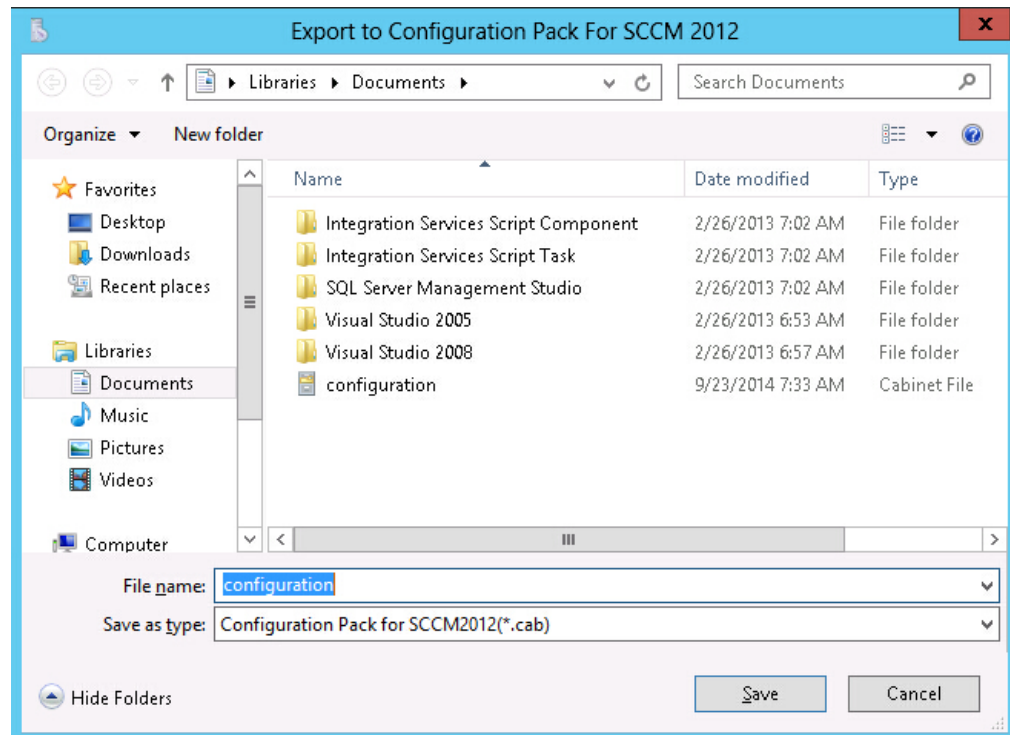 Export to Configuration Pack For SCCM 2012
x
Libraries Documents
Search Documents
Organize
New folder
Favorites
Desktop
Downloads
Recent places
Libraries
Documents
Music
Pictures
Videos
Computer
Name Date modified Type
Integration Services Script Component 2/26/2013 7:02 AM File folder
Integration Services Script Task 2/26/2013 7:02 AM File folder
SQL Server Management Studio 2/26/2013 7:02 AM File folder
Visual Studio 2005 2/26/2013 6:53 AM File folder
Visual Studio 2008 2/26/2013 6:57 AM File folder
configuration 9/23/2014 7:33 AM Cabinet File
File name: configuration
Save as type: Configuration Pack for SCCM2012(*.cab)
Hide Folders
Save
Cancel